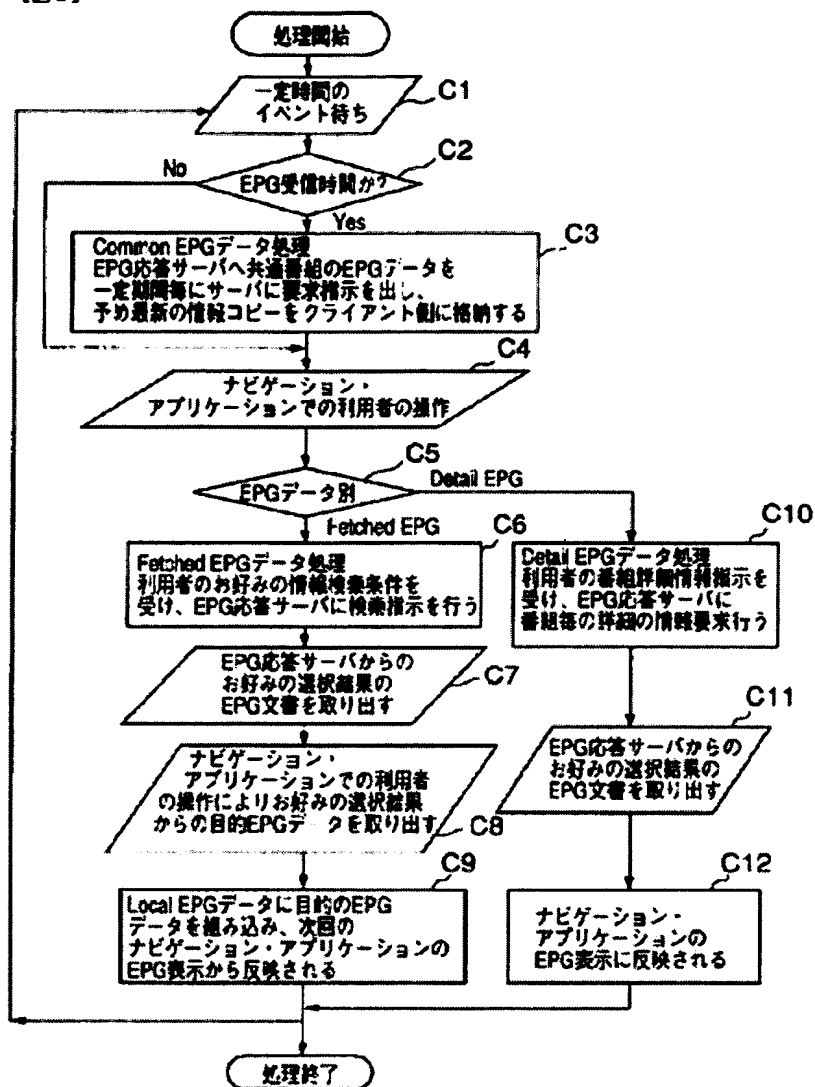 処理開始
一定時間の
イベント待ち
C1
C2
No
EPG受信時間か?
Yes
C3
Common EPGデータ処理
EPG応答サーバへ共通番組のEPGデータを
一定期間毎にサーバに要求指示を出し、
予め最新の情報コピーをクライアント側に格納する
C4
ナビゲーション・
アプリケーションでの利用者の操作
C5
EPGデータ別
Detail EPG
Fetched EPG
C6
Fetched EPGデータ処理
利用者のお好みの情報検索条件を
受け、EPG応答サーバに検索指示を行う
C10
Detail EPGデータ処理
利用者の番組詳細情報指示を
受け、EPG応答サーバに
番組毎の詳細の情報要求行う
EPG応答サーバからの
お好みの選択結果の
EPG文書を取り出す
C7
C11
EPG応答サーバからの
お好みの選択結果の
EPG文書を取り出す
ナビゲーション・
アプリケーションでの利用者
の操作によりお好みの選択結果
からの目的EPGデータを取り出す
C8
C9
Local EPGデータに目的のEPG
データを組み込み、次回の
ナビゲーション・アプリケーションの
EPG表示から反映される
C12
ナビゲーション・
アプリケーションの
EPG表示に反映される
処理終了